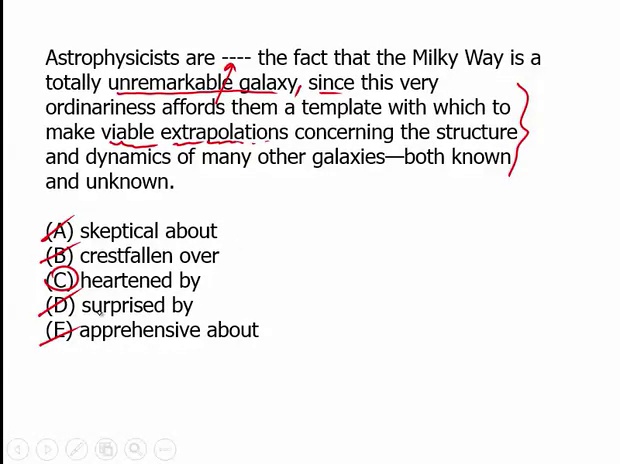 Astrophysicists are ---- the fact that the Milky Way is a
totally unremarkable galaxy, since this very
ordinariness affords them a template with which to
make viable extrapolations concerning the structure
and dynamics of many other galaxies—both known
and unknown.
(A) skeptical about
(B) crestfallen over
(C) heartened by
(D) surprised by
(E) apprehensive about